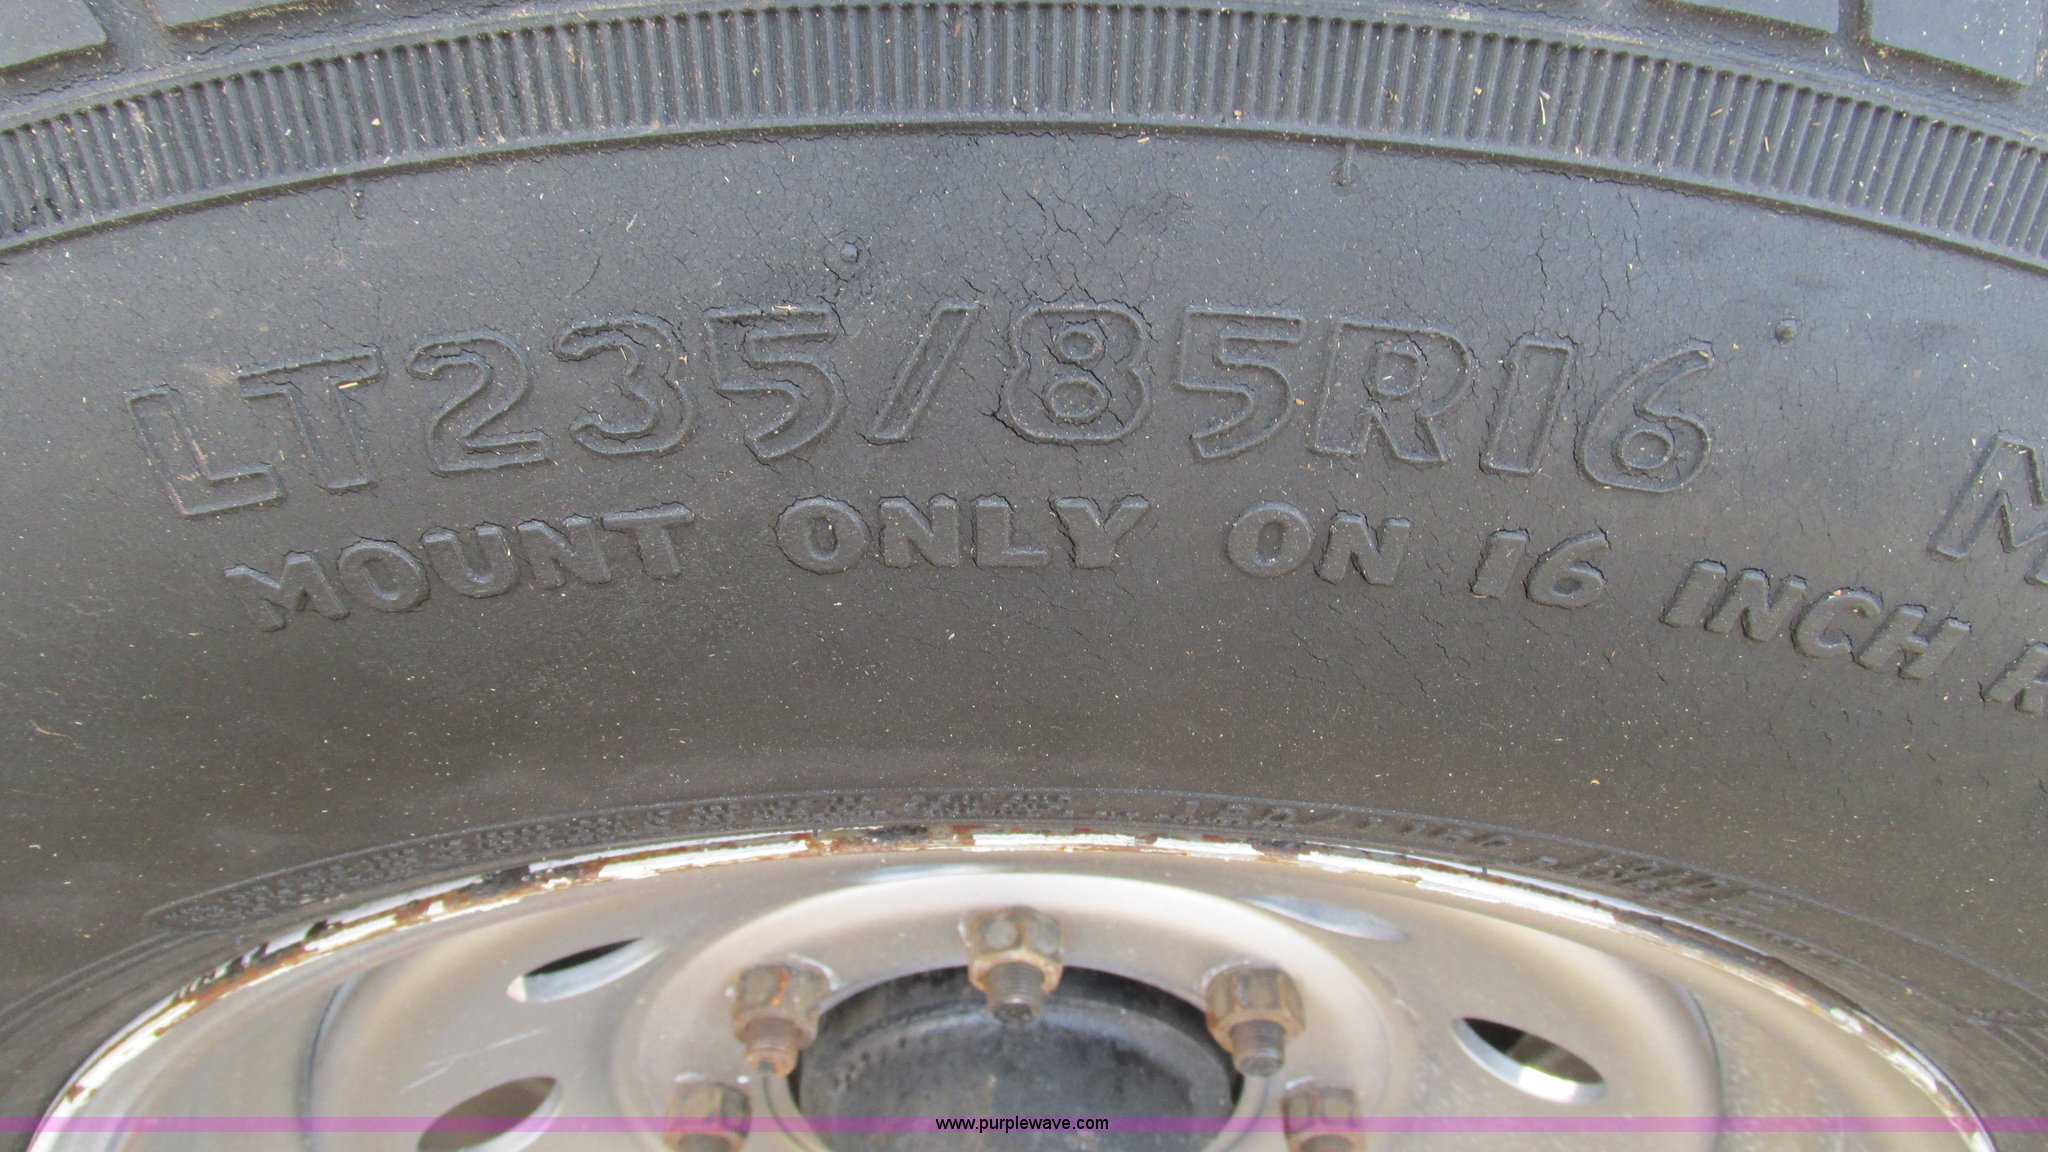 LT235/85R16 M
MOUNT ONLY ON 16 INCH R
www.purplewave.com